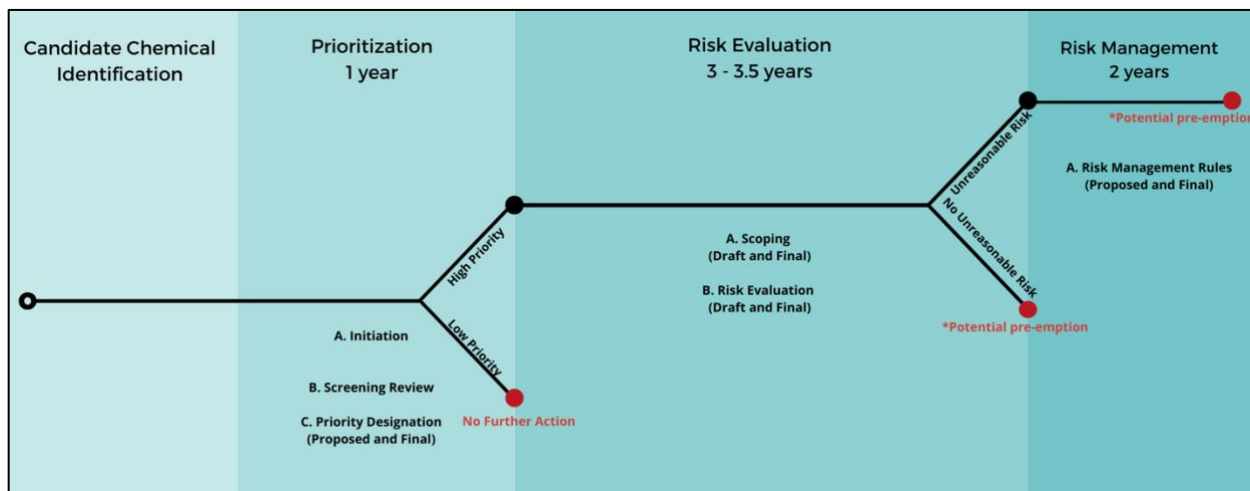 Candidate Chemical
Identification
Prioritization
1 year
Risk Evaluation
3 - 3.5 years
Risk Management
2 years
High Priority
Low Priority
A. Initiation
B. Screening Review
C. Priority Designation
(Proposed and Final)
No Further Action
A. Scoping
(Draft and Final)
B. Risk Evaluation
(Draft and Final)
Unreasonable Risk
No Unreasonable Risk
*Potential pre-emption
*Potential pre-emption
A. Risk Management Rules
(Proposed and Final)